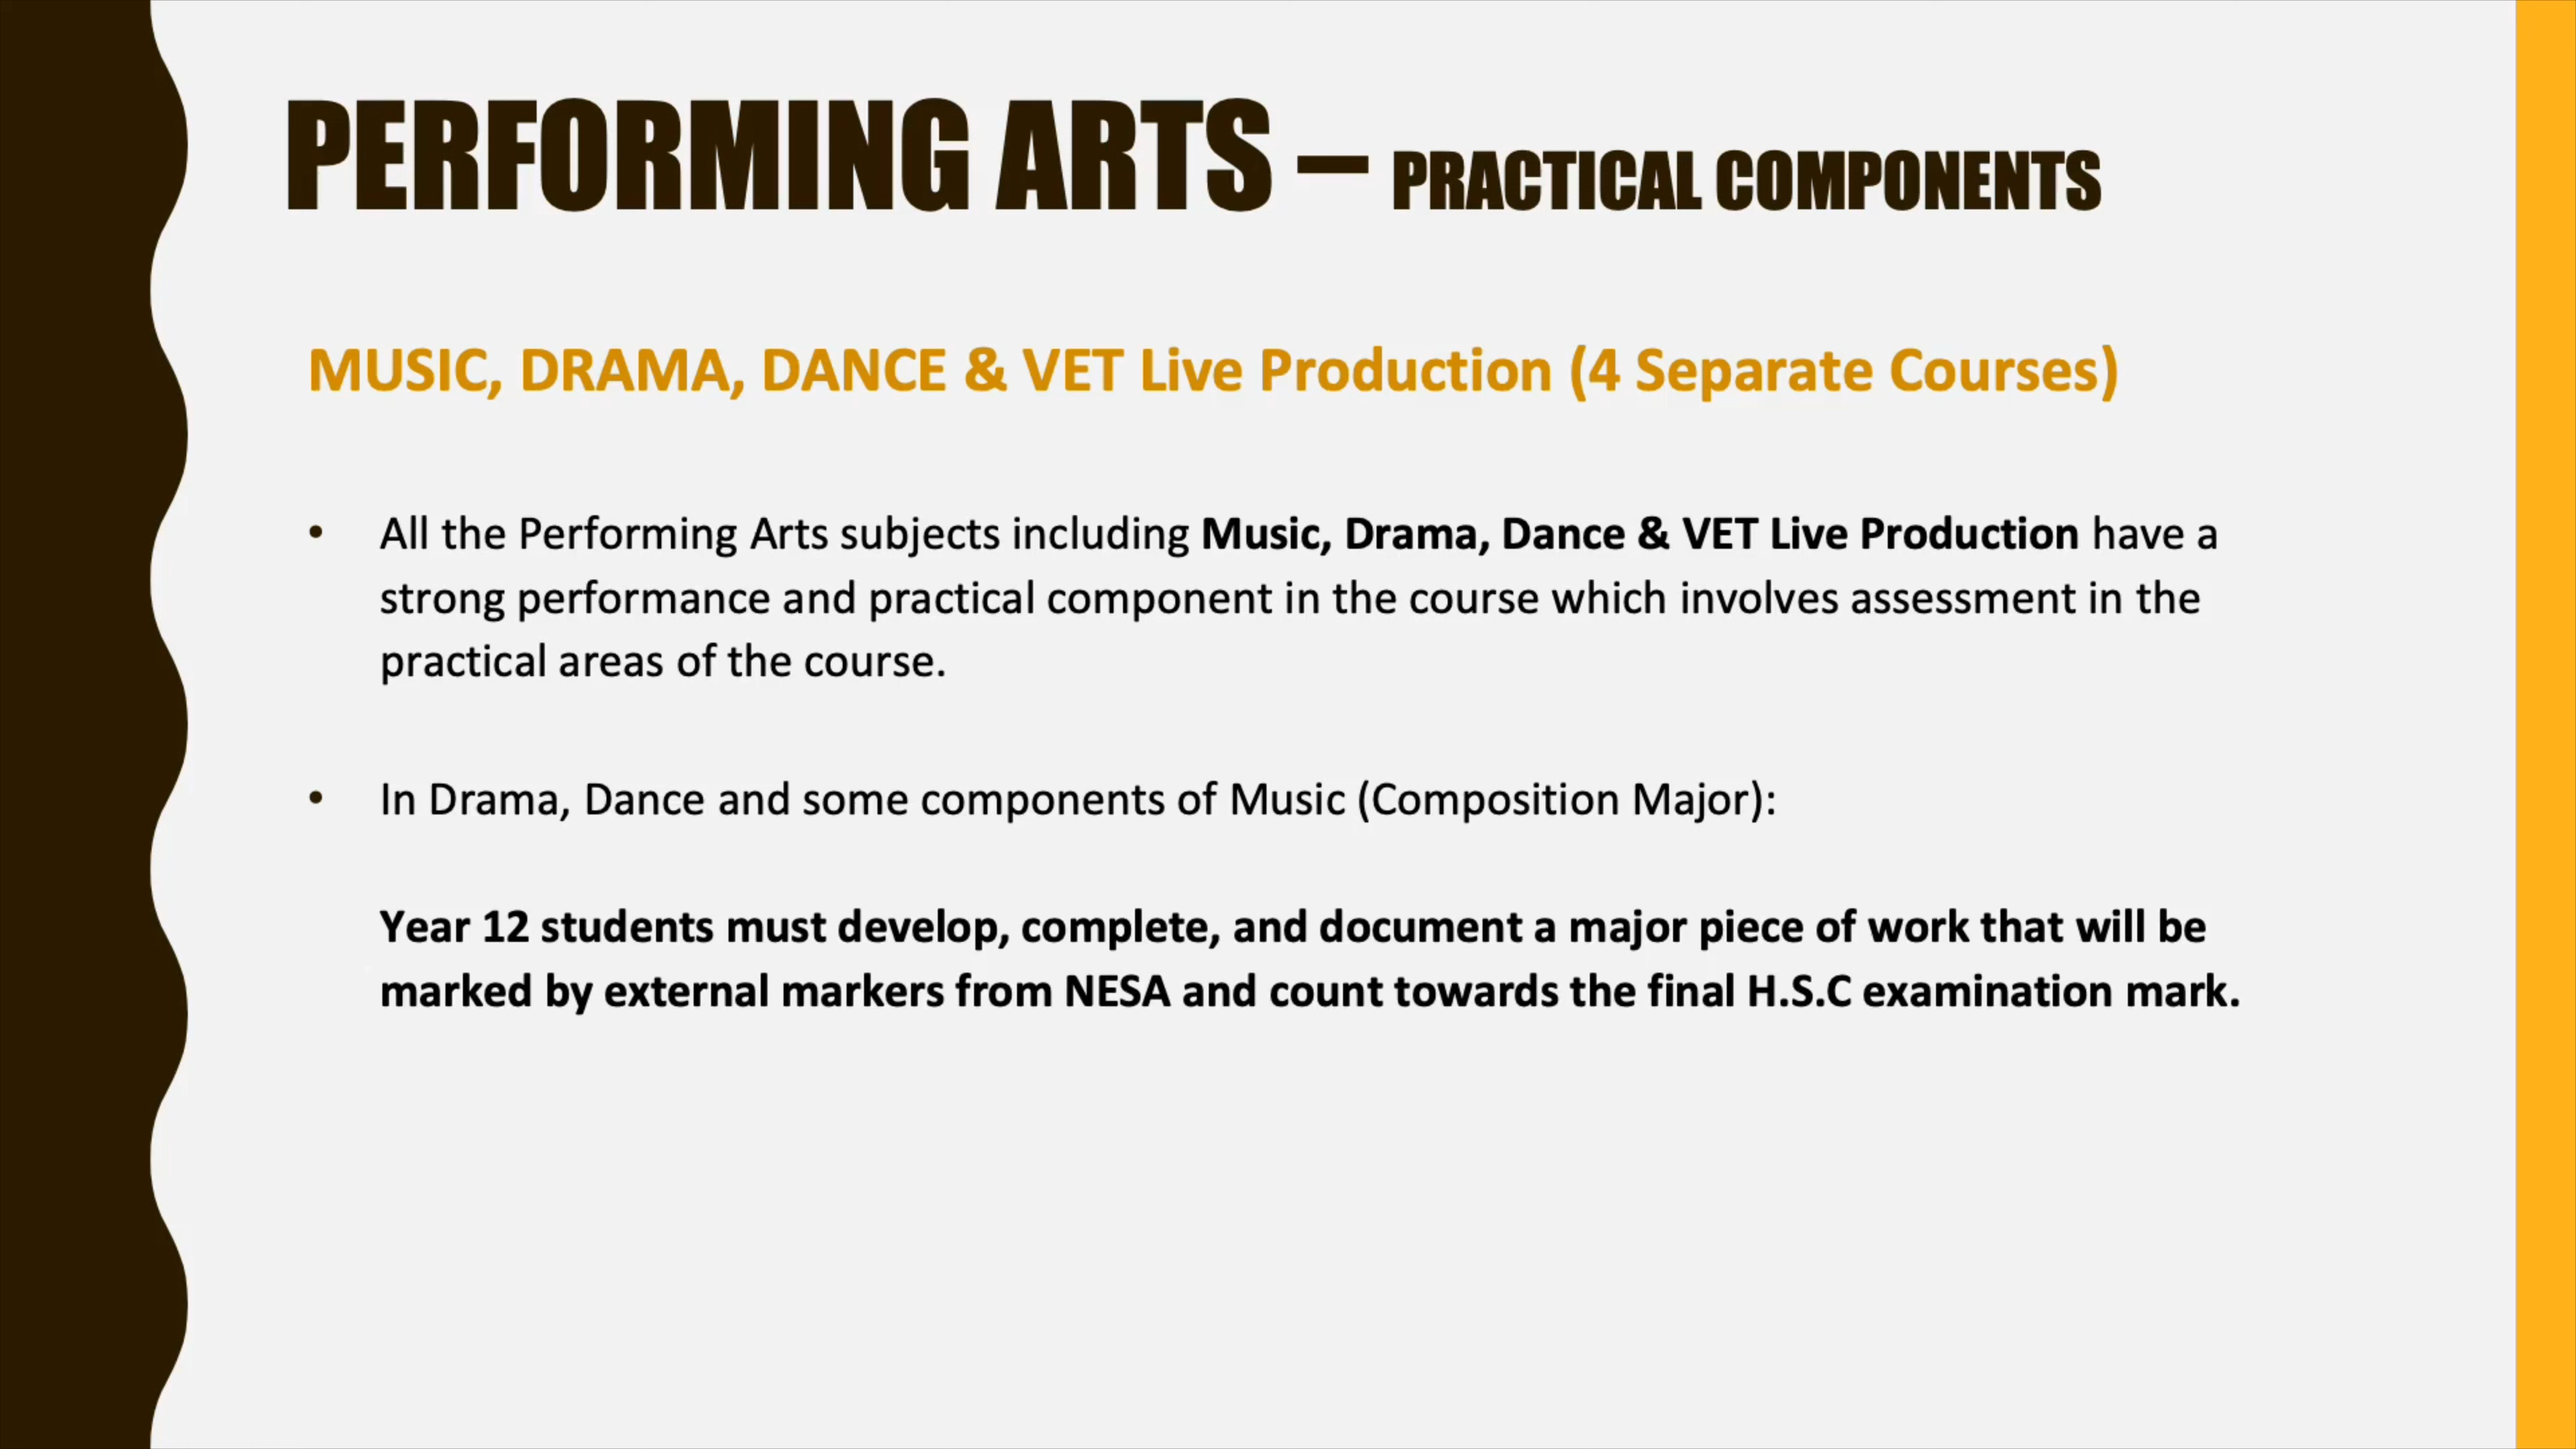 PERFORMING ARTS – PRACTICAL COMPONENTS
MUSIC, DRAMA, DANCE & VET Live Production (4 Separate Courses)
• All the Performing Arts subjects including Music, Drama, Dance & VET Live Production have a
strong performance and practical component in the course which involves assessment in the
practical areas of the course.
• In Drama, Dance and some components of Music (Composition Major):
Year 12 students must develop, complete, and document a major piece of work that will be
marked by external markers from NESA and count towards the final H.S.C examination mark.